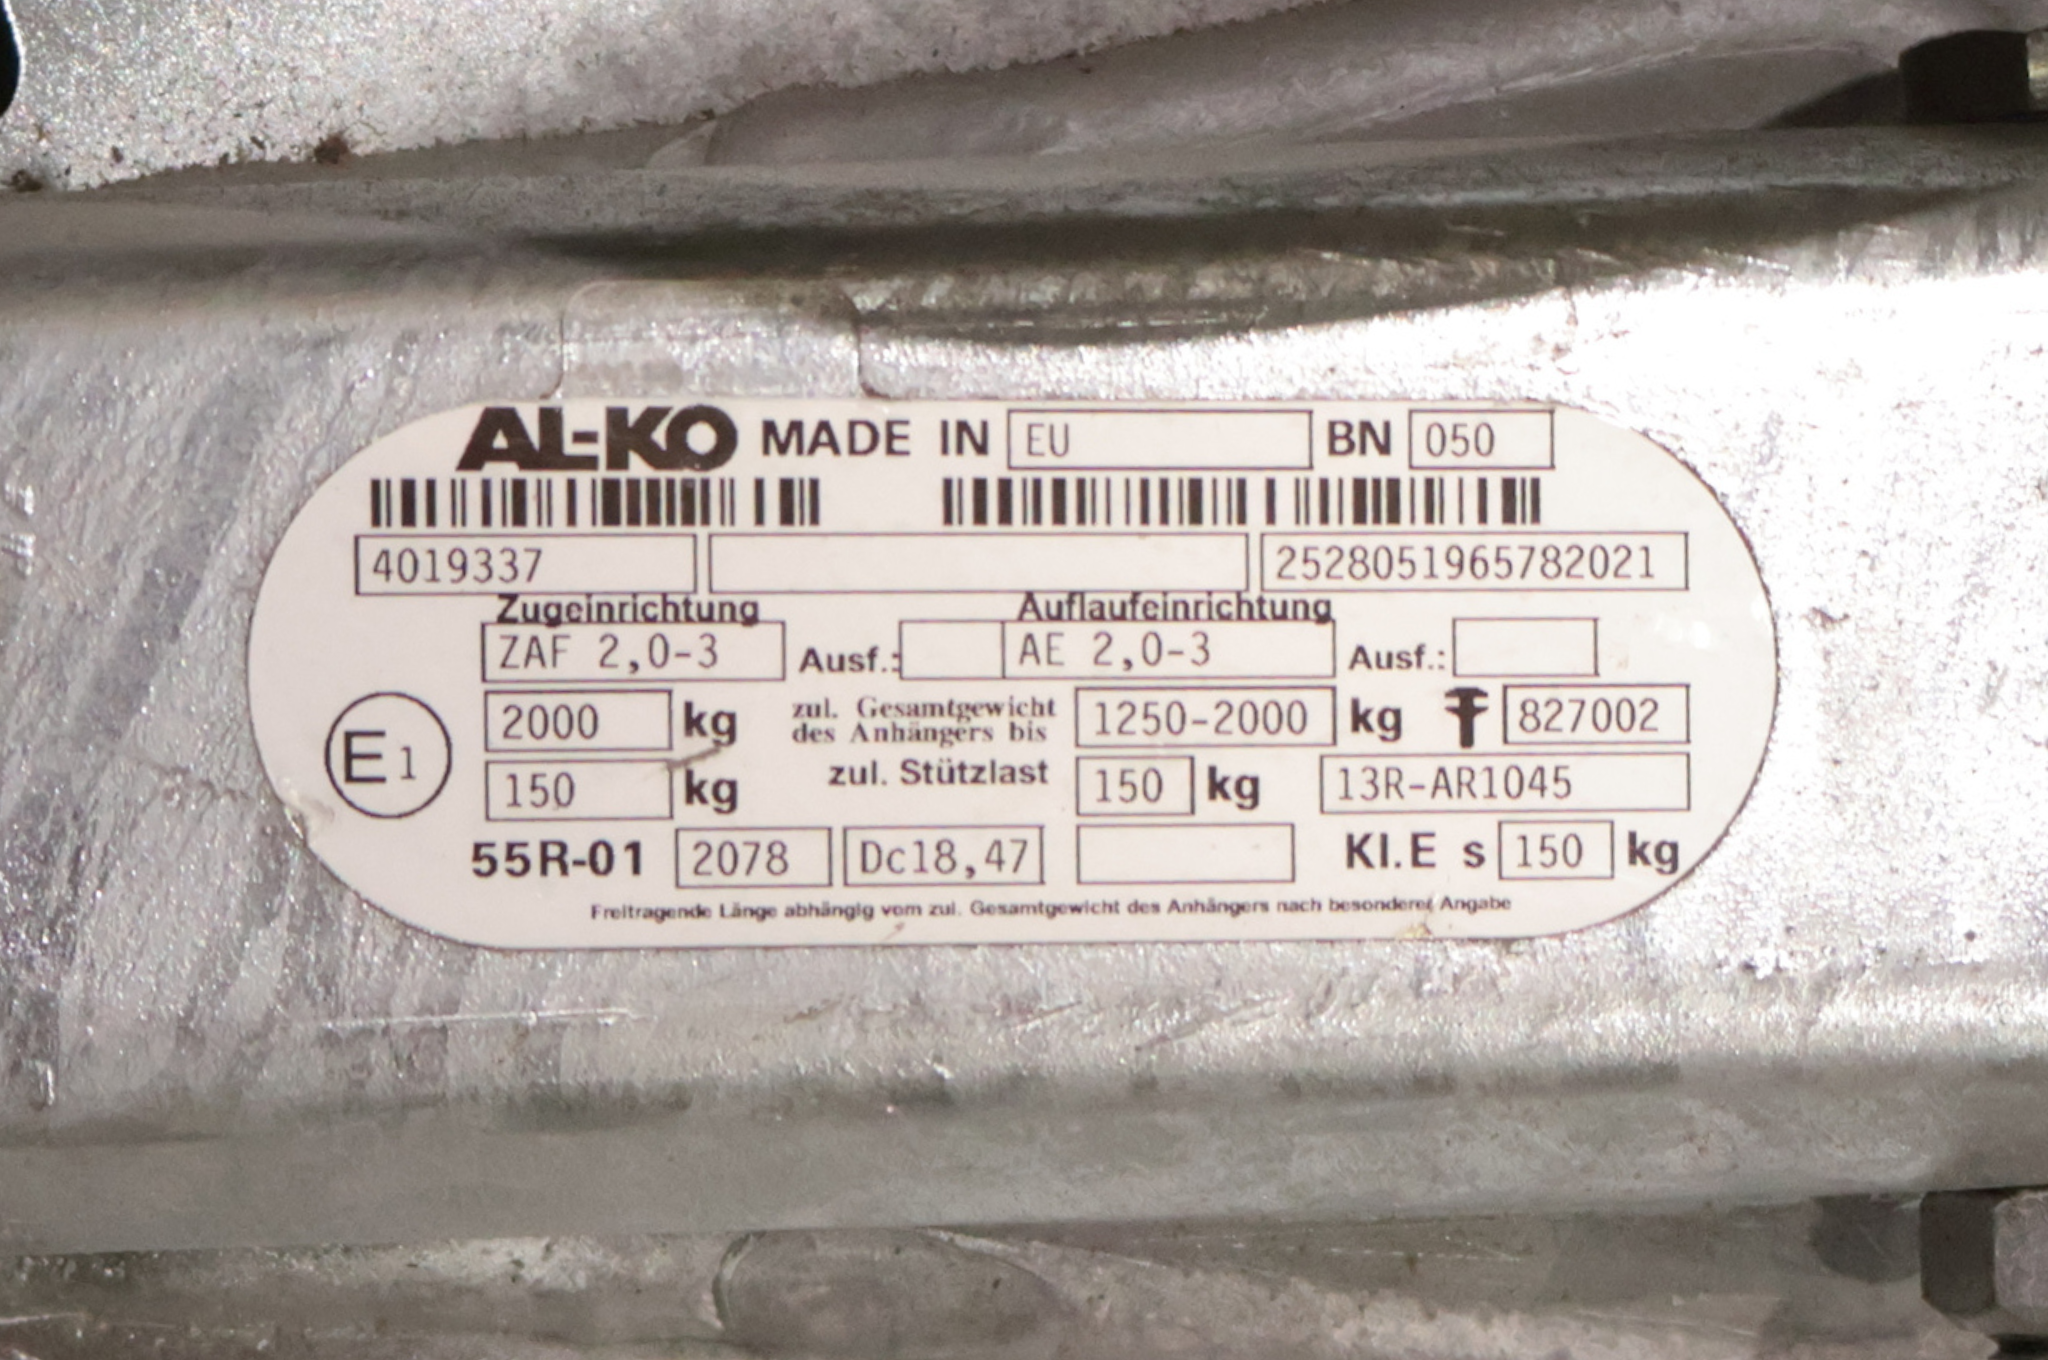 AL-KO MADE IN EU BN 050
4019337 2528051965782021
Zugeinrichtung Auflaufeinrichtung
ZAF 2,0-3 Ausf.: AE 2,0-3 Ausf.:
2000 kg zul. Gesamtgewicht des Anhängers bis 1250-2000 kg 827002
E1
150 kg zul. Stützlast 150 kg 13R-AR1045
55R-01 2078 Dc18,47 Kl.E s 150 kg
Freitragende Länge abhängig vom zul. Gesamtgewicht des Anhängers nach besonderer Angabe